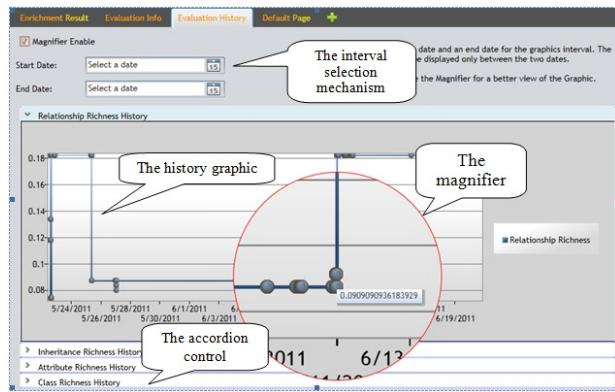 Enrichment Result Evaluation Info Evaluation History Default Page
Magnifier Enable
date and an end date for the graphics interval. The
Start Date: Select a date 15
e displayed only between the two dates.
End Date: Select a date 15
e the Magnifier for a better view of the Graphic.
The interval
selection
mechanism
Relationship Richness History
The history graphic
The
magnifier
0.18
0.16
0.14
0.12
0.1
0.08
Relationship Richness
0.0909090936183929
5/24/2011 5/28/2011 6/1/2011
5/26/2011 5/30/2011 6/19/2011
2011 6/13
The accordion
control
Inheritance Richness History
Attribute Richness History
Class Richness History